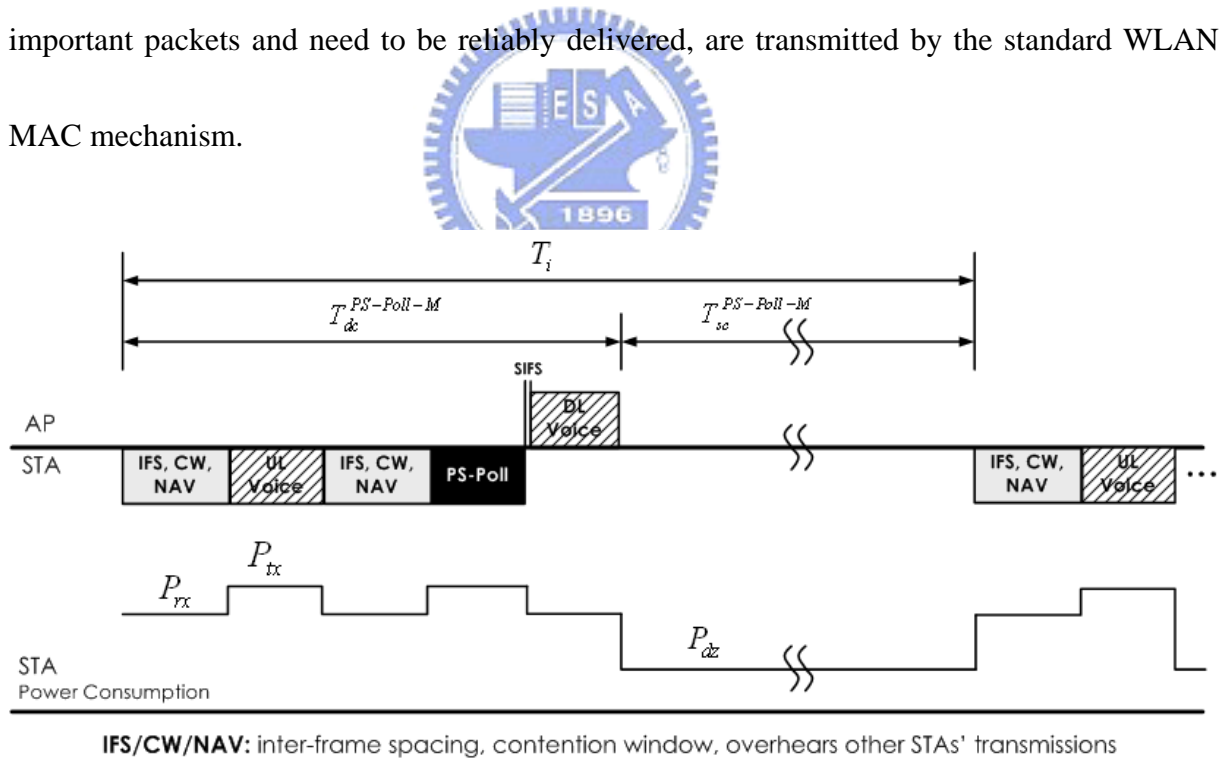 important packets and need to be reliably delivered, are transmitted by the standard WLAN
MAC mechanism.
E S A
1896
T_i
T_dc^PS-Poll-M
T_sc^PS-Poll-M
SIFS
AP
DL Voice
STA
IFS, CW, NAV
UL Voice
IFS, CW, NAV
PS-Poll
IFS, CW, NAV
UL Voice
...
P_rx
P_tx
P_dz
STA
Power Consumption
IFS/CW/NAV: inter-frame spacing, contention window, overhears other STAs' transmissions